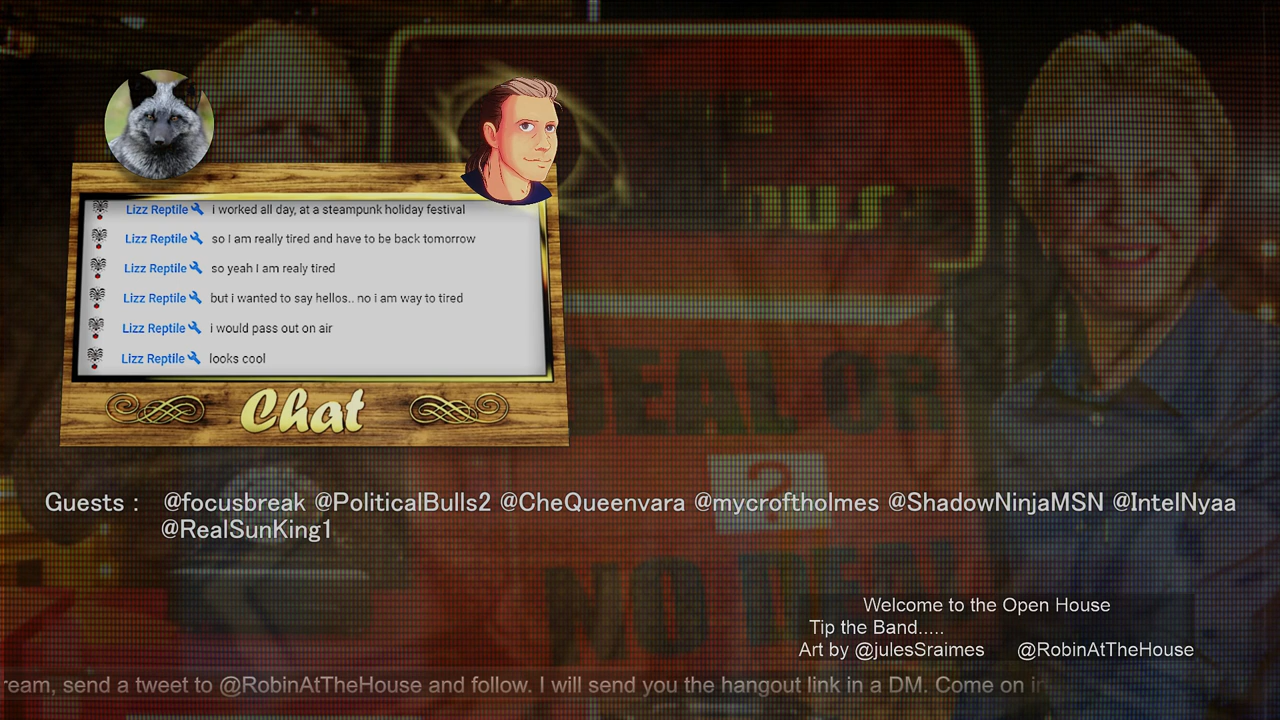 Lizz Reptile i worked all day, at a steampunk holiday festival
Lizz Reptile so I am really tired and have to be back tomorrow
Lizz Reptile so yeah I am realy tired
Lizz Reptile but i wanted to say hellos.. no i am way to tired
Lizz Reptile i would pass out on air
Lizz Reptile looks cool
Chat
DEAL OR
?
NO DEAL
Guests : @focusbreak @PoliticalBulls2 @CheQueenvara @mycroftholmes @ShadowNinjaMSN @IntelNyaa
@RealSunKing1
Welcome to the Open House
Tip the Band.....
Art by @julesSraimes @RobinAtTheHouse
ream, send a tweet to @RobinAtTheHouse and follow. I will send you the hangout link in a DM. Come on in